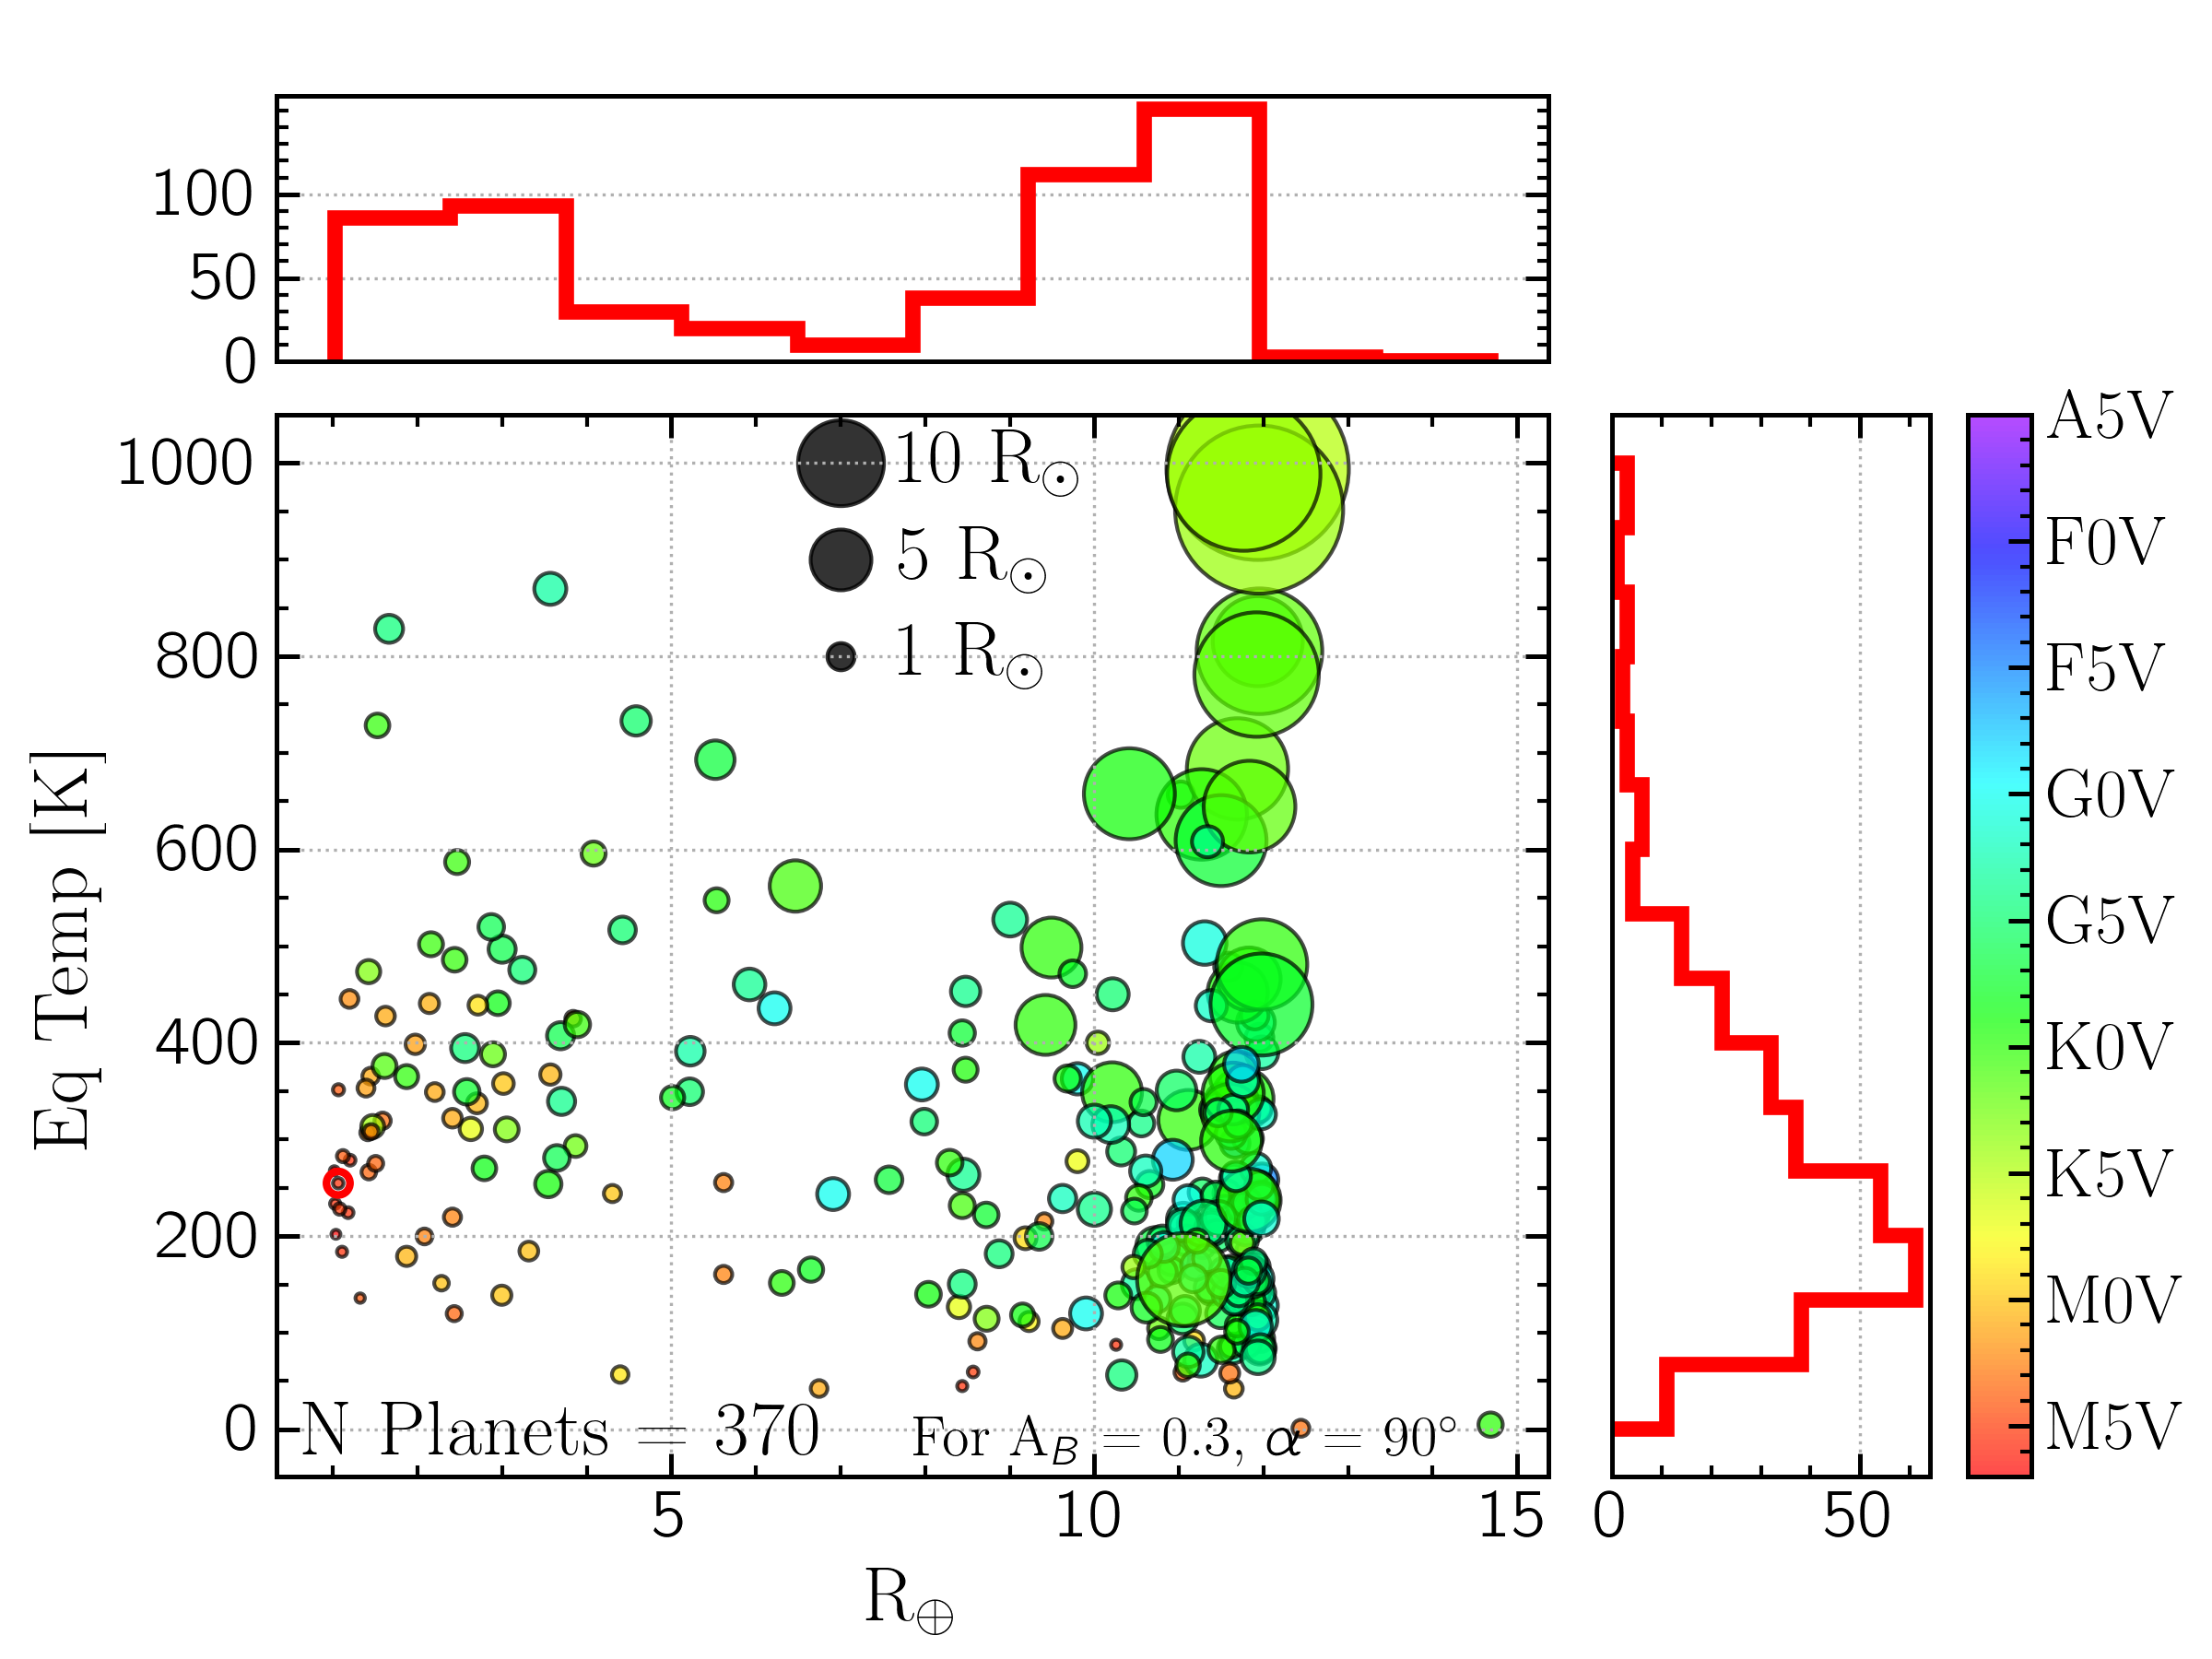 100
50
0
1000
800
600
400
200
0
Eq Temp [K]
10 R⊙
5 R⊙
1 R⊙
N Planets = 370
For A_B = 0.3, α = 90°
5
10
15
R⊕
0
50
A5V
F0V
F5V
G0V
G5V
K0V
K5V
M0V
M5V